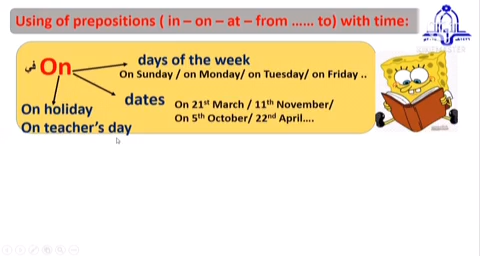 Using of prepositions ( in – on – at – from ...... to) with time:
في On
days of the week
On Sunday / on Monday/ on Tuesday/ on Friday ..
dates
On 21st March / 11th November/
On 5th October/ 22nd April....
On holiday
On teacher's day